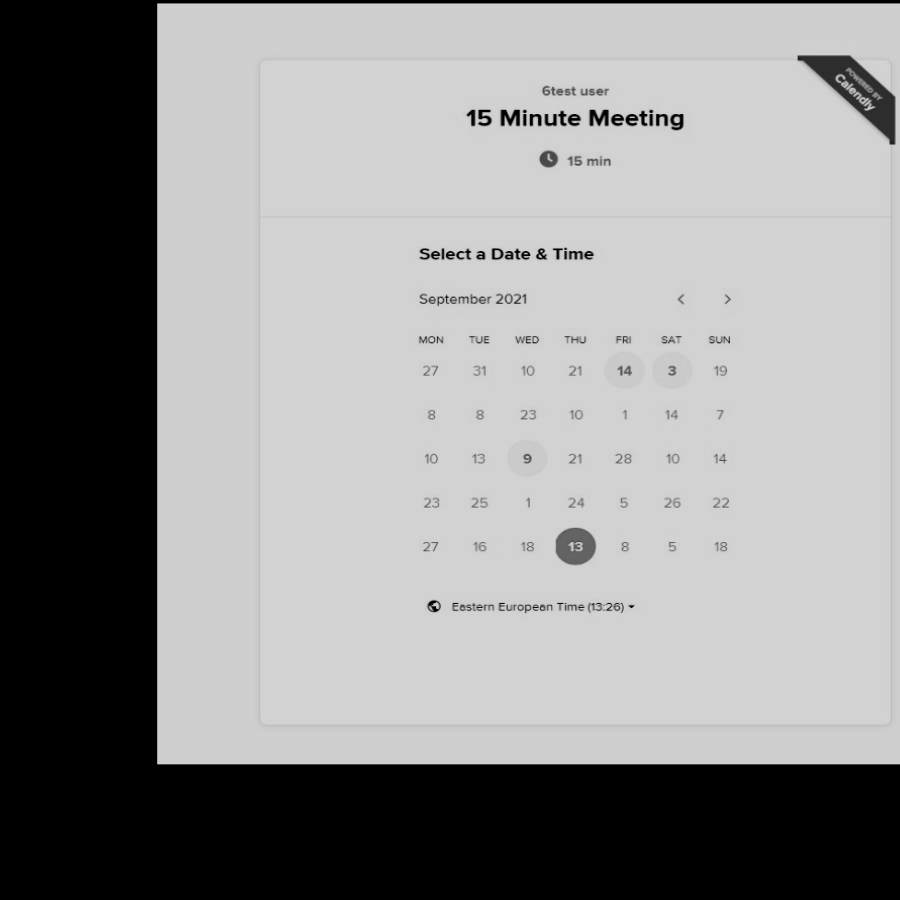 POWERED BY
Calendly
6test user
15 Minute Meeting
15 min
Select a Date & Time
September 2021
MON TUE WED THU FRI SAT SUN
27 31 10 21 14 3 19
8 8 23 10 1 14 7
10 13 9 21 28 10 14
23 25 1 24 5 26 22
27 16 18 13 8 5 18
Eastern European Time (13:26)